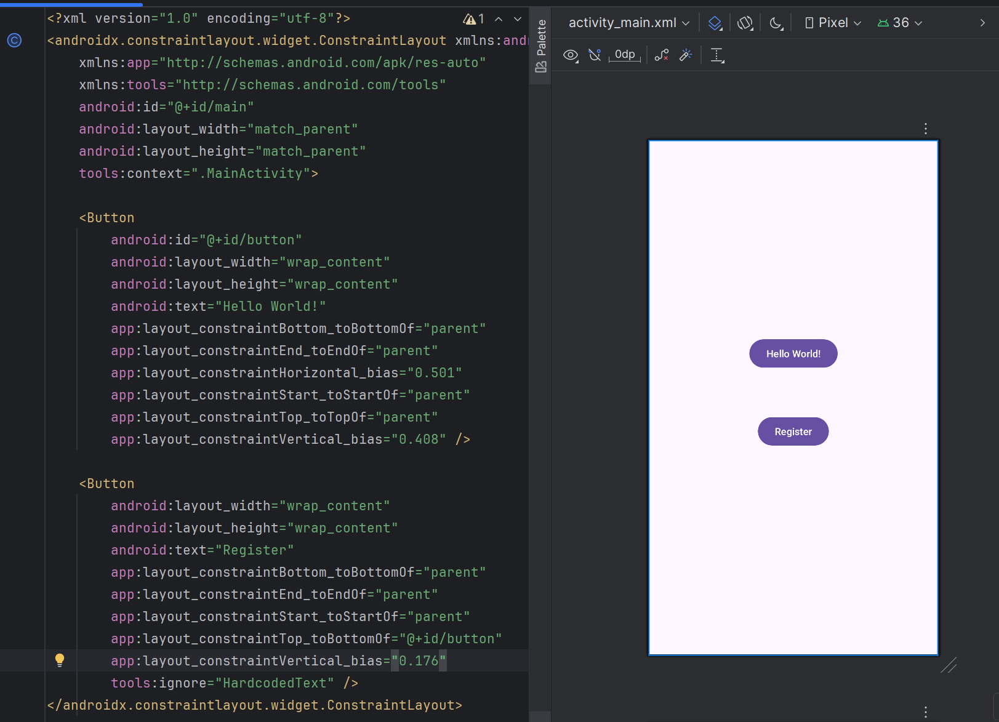 <?xml version="1.0" encoding="utf-8"?>
1
<androidx.constraintlayout.widget.ConstraintLayout xmlns:and
xmlns:app="http://schemas.android.com/apk/res-auto"
xmlns:tools="http://schemas.android.com/tools"
android:id="@+id/main"
android:layout_width="match_parent"
android:layout_height="match_parent"
tools:context=".MainActivity">
<Button
android:id="@+id/button"
android:layout_width="wrap_content"
android:layout_height="wrap_content"
android:text="Hello World!"
app:layout_constraintBottom_toBottomOf="parent"
app:layout_constraintEnd_toEndOf="parent"
app:layout_constraintHorizontal_bias="0.501"
app:layout_constraintStart_toStartOf="parent"
app:layout_constraintTop_toTopOf="parent"
app:layout_constraintVertical_bias="0.408" />
<Button
android:layout_width="wrap_content"
android:layout_height="wrap_content"
android:text="Register"
app:layout_constraintBottom_toBottomOf="parent"
app:layout_constraintEnd_toEndOf="parent"
app:layout_constraintStart_toStartOf="parent"
app:layout_constraintTop_toBottomOf="@+id/button"
app:layout_constraintVertical_bias="0.176"
tools:ignore="HardcodedText" />
</androidx.constraintlayout.widget.ConstraintLayout>
Palette
activity_main.xml
Pixel
36
0dp
Hello World!
Register